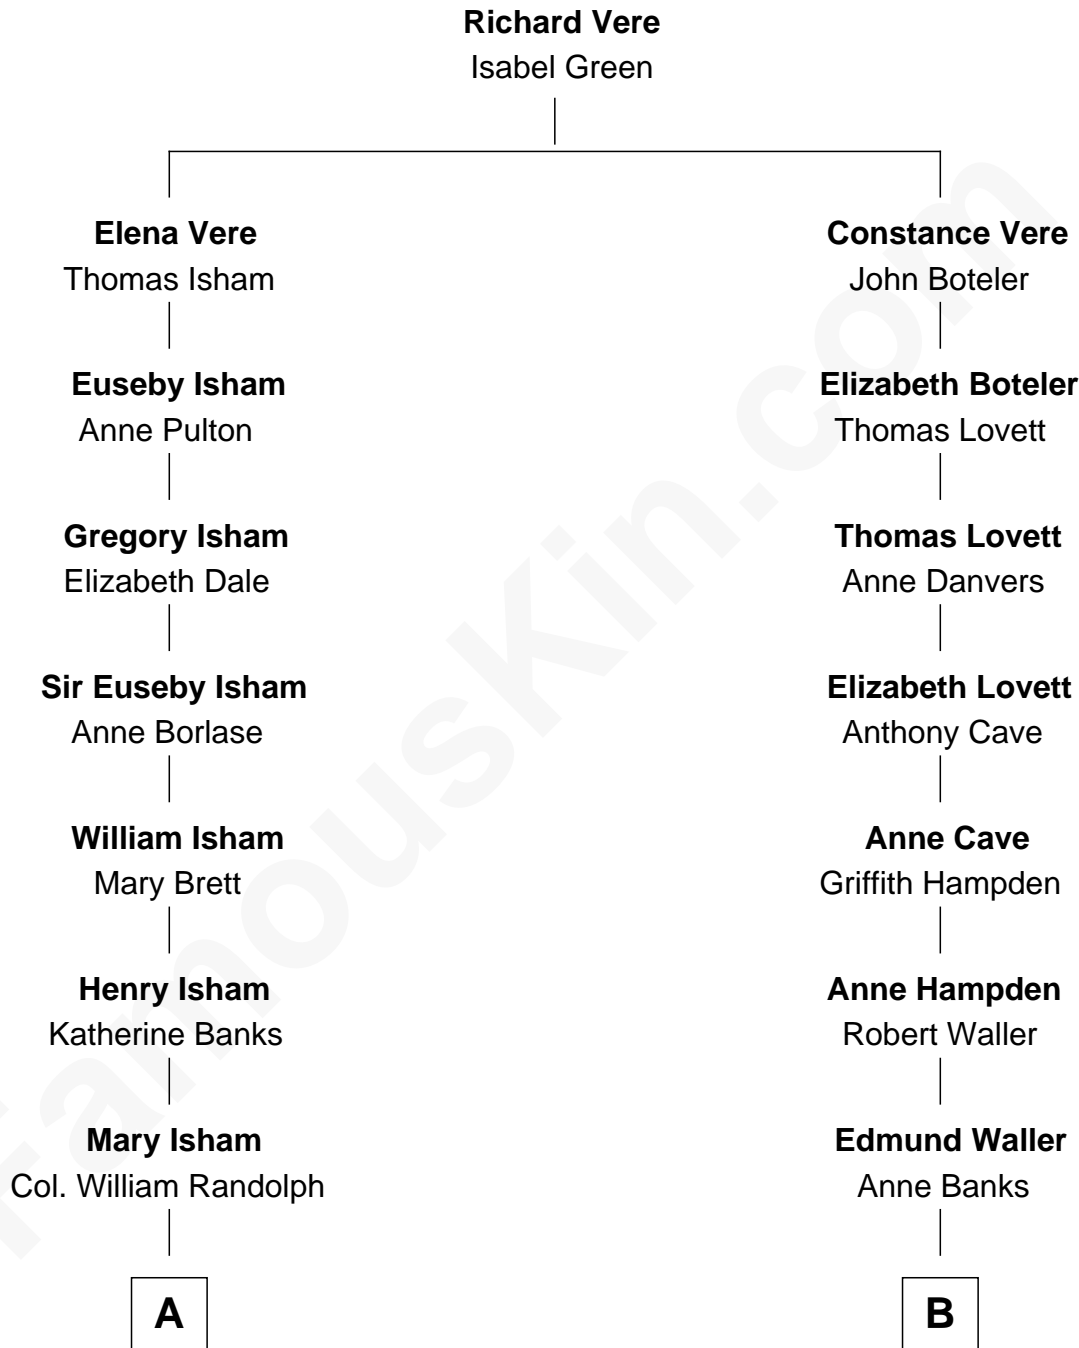 Richard Vere
Isabel Green
Elena Vere
Thomas Isham
Constance Vere
John Boteler
Euseby Isham
Anne Pulton
Elizabeth Boteler
Thomas Lovett
Gregory Isham
Elizabeth Dale
Thomas Lovett
Anne Danvers
Sir Euseby Isham
Anne Borlase
Elizabeth Lovett
Anthony Cave
William Isham
Mary Brett
Anne Cave
Griffith Hampden
Henry Isham
Katherine Banks
Anne Hampden
Robert Waller
Mary Isham
Col. William Randolph
Edmund Waller
Anne Banks
A
B
FamousKin.com